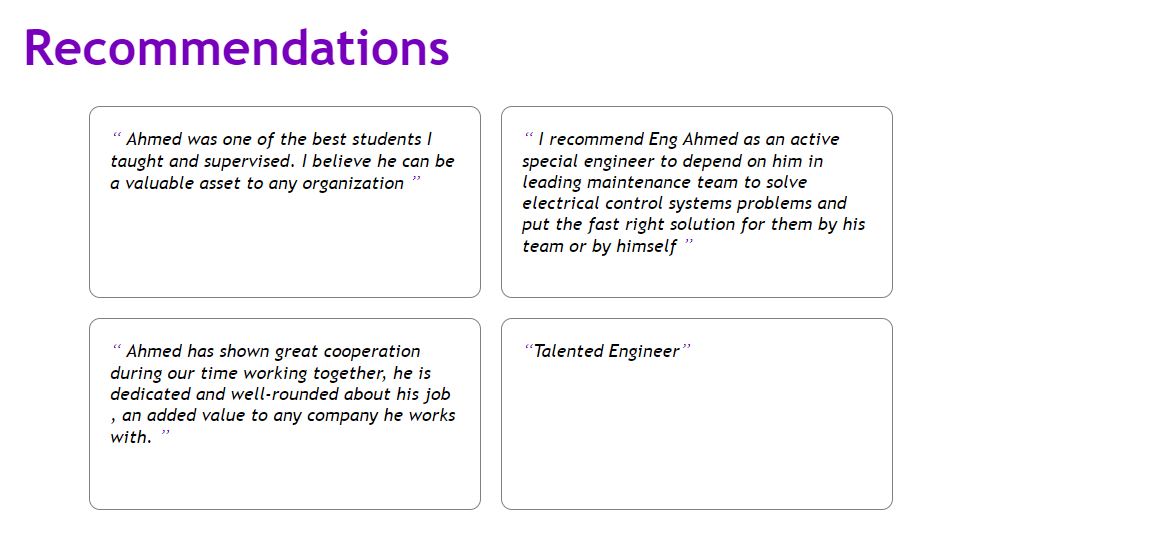 Recommendations
“ Ahmed was one of the best students I
taught and supervised. I believe he can be
a valuable asset to any organization ”
“ I recommend Eng Ahmed as an active
special engineer to depend on him in
leading maintenance team to solve
electrical control systems problems and
put the fast right solution for them by his
team or by himself ”
“ Ahmed has shown great cooperation
during our time working together, he is
dedicated and well-rounded about his job
, an added value to any company he works
with. ”
“Talented Engineer”